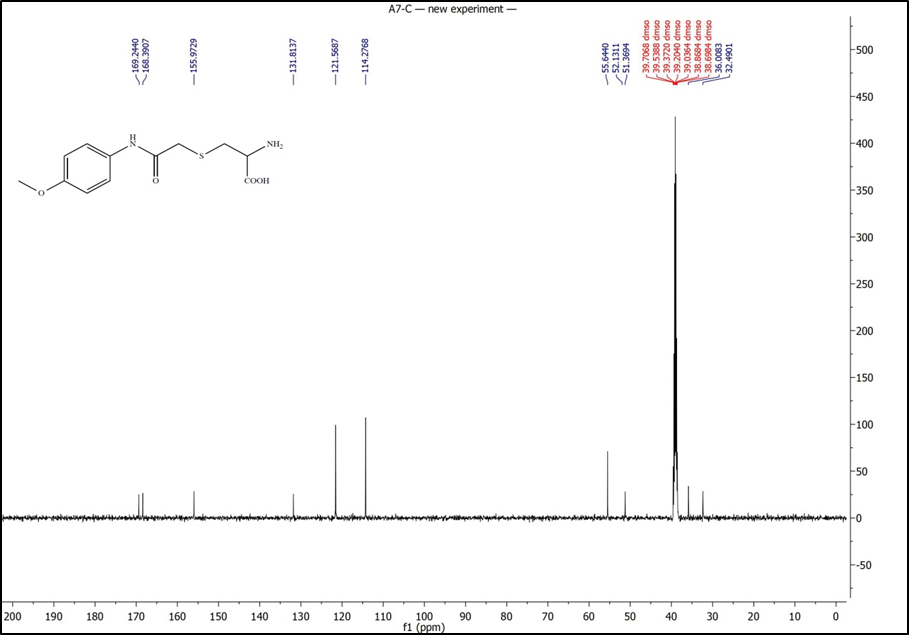 A7-C — new experiment —
169.2440
168.3907
155.9729
131.8137
121.5687
114.2768
55.6440
52.1311
51.3694
39.7068 dmso
39.5388 dmso
39.3720 dmso
39.2040 dmso
39.0364 dmso
38.8684 dmso
38.6984 dmso
36.0083
32.4901
500
450
400
350
300
250
200
150
100
50
0
-50
H
N
O
S
NH2
COOH
O
200 190 180 170 160 150 140 130 120 110 100 90 80 70 60 50 40 30 20 10 0
f1 (ppm)